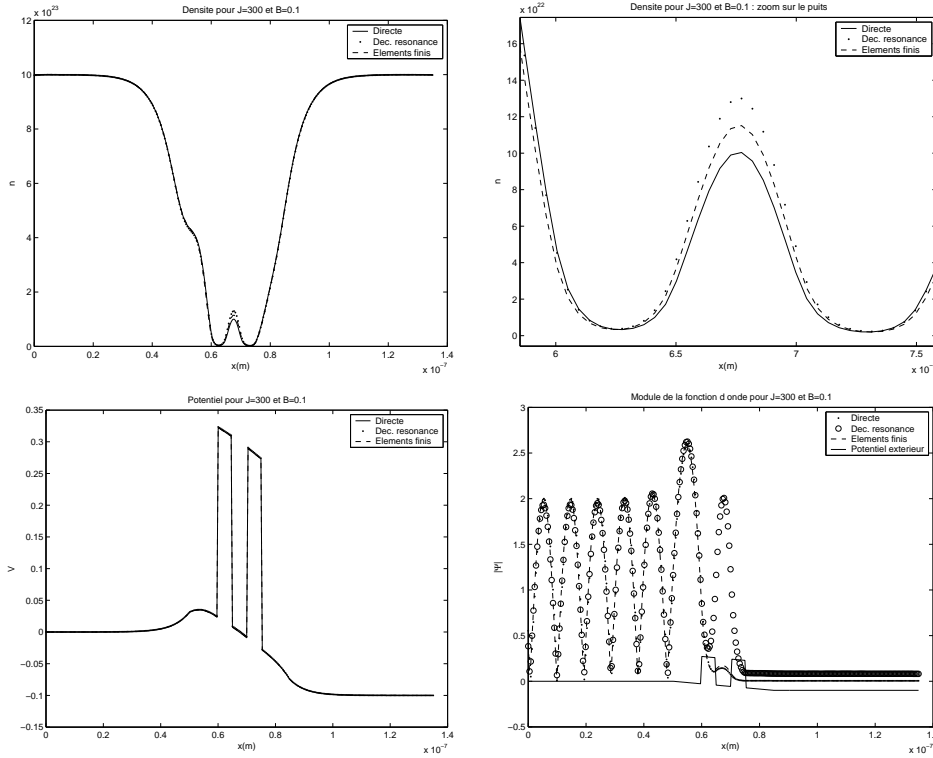 Densite pour J=300 et B=0.1
x 10^23
Directe
Dec. resonance
Elements finis
12
10
8
6
4
2
0
n
0 0.2 0.4 0.6 0.8 1 1.2 1.4
x(m)
x 10^-7
Densite pour J=300 et B=0.1 : zoom sur le puits
x 10^22
Directe
Dec. resonance
Elements finis
16
14
12
10
8
6
4
2
0
n
6 6.5 7 7.5
x(m)
x 10^-
Potentiel pour J=300 et B=0.1
Directe
Dec. resonance
Elements finis
0.35
0.3
0.25
0.2
0.15
0.1
0.05
0
−0.05
−0.1
−0.15
V
0 0.2 0.4 0.6 0.8 1 1.2 1.4
x(m)
x 10^-7
Module de la fonction d onde pour J=300 et B=0.1
Directe
Dec. resonance
Elements finis
Potentiel exterieur
3
2.5
2
1.5
1
0.5
0
−0.5
|Ψ|
0 0.2 0.4 0.6 0.8 1 1.2
x(m)
x 10^-